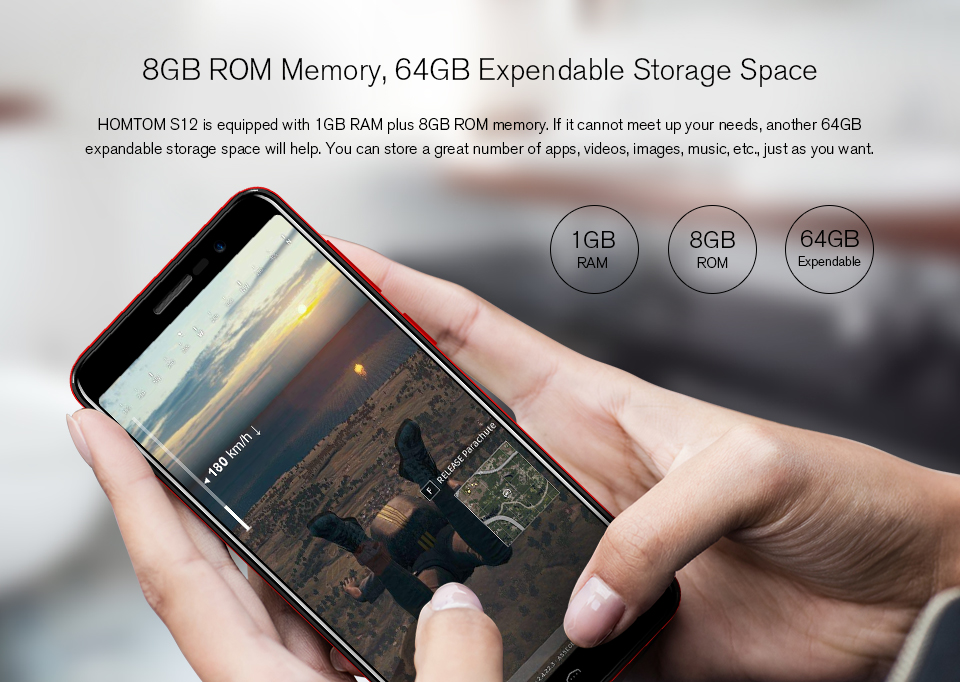 8GB ROM Memory, 64GB Expendable Storage Space
HOMTOM S12 is equipped with 1GB RAM plus 8GB ROM memory. If it cannot meet up your needs, another 64GB
expandable storage space will help. You can store a great number of apps, videos, images, music, etc., just as you want.
1GB
RAM
8GB
ROM
64GB
Expendable
180 km/h
F RELEASE Parachute